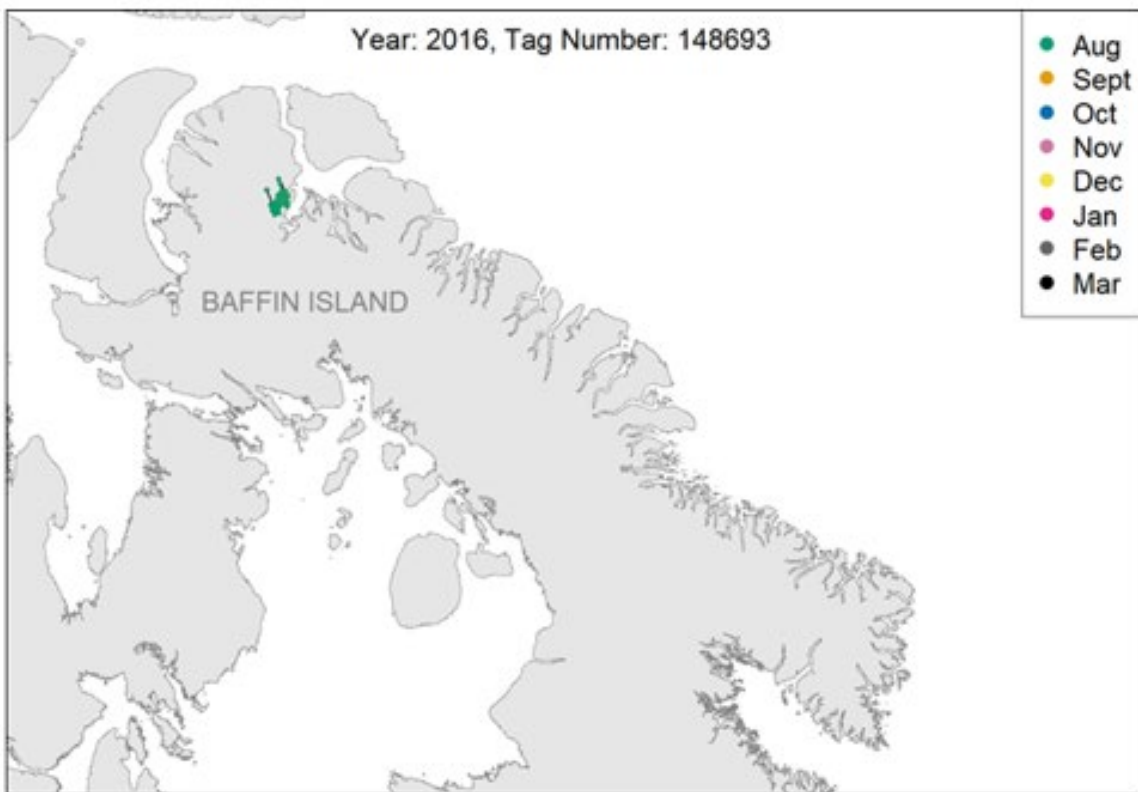 Year: 2016, Tag Number: 148693
Aug
Sept
Oct
Nov
Dec
Jan
Feb
Mar
BAFFIN ISLAND